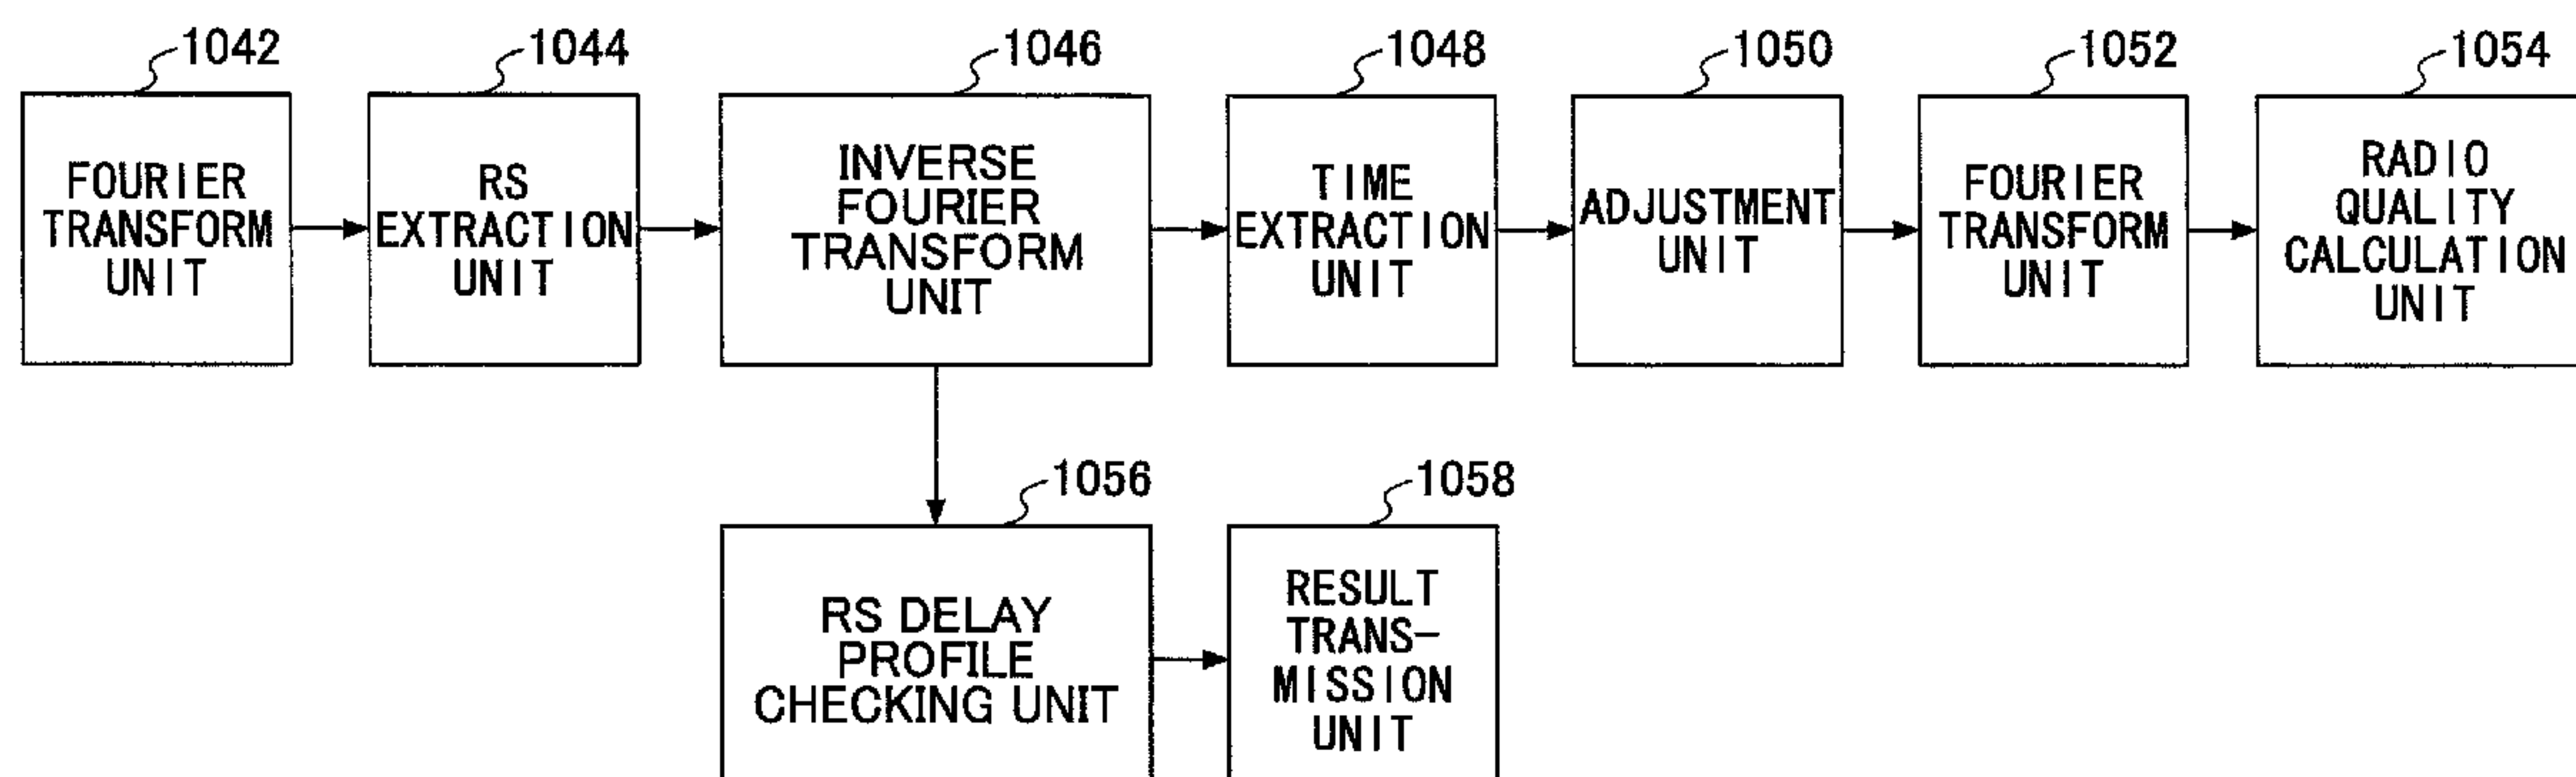 1042
1044
1046
1048
1050
1052
1054
FOURIER
TRANSFORM
UNIT
RS
EXTRACTION
UNIT
INVERSE
FOURIER
TRANSFORM
UNIT
TIME
EXTRACTION
UNIT
ADJUSTMENT
UNIT
FOURIER
TRANSFORM
UNIT
RADIO
QUALITY
CALCULATION
UNIT
1056
1058
RS DELAY
PROFILE
CHECKING UNIT
RESULT
TRANS-
MISSION
UNIT